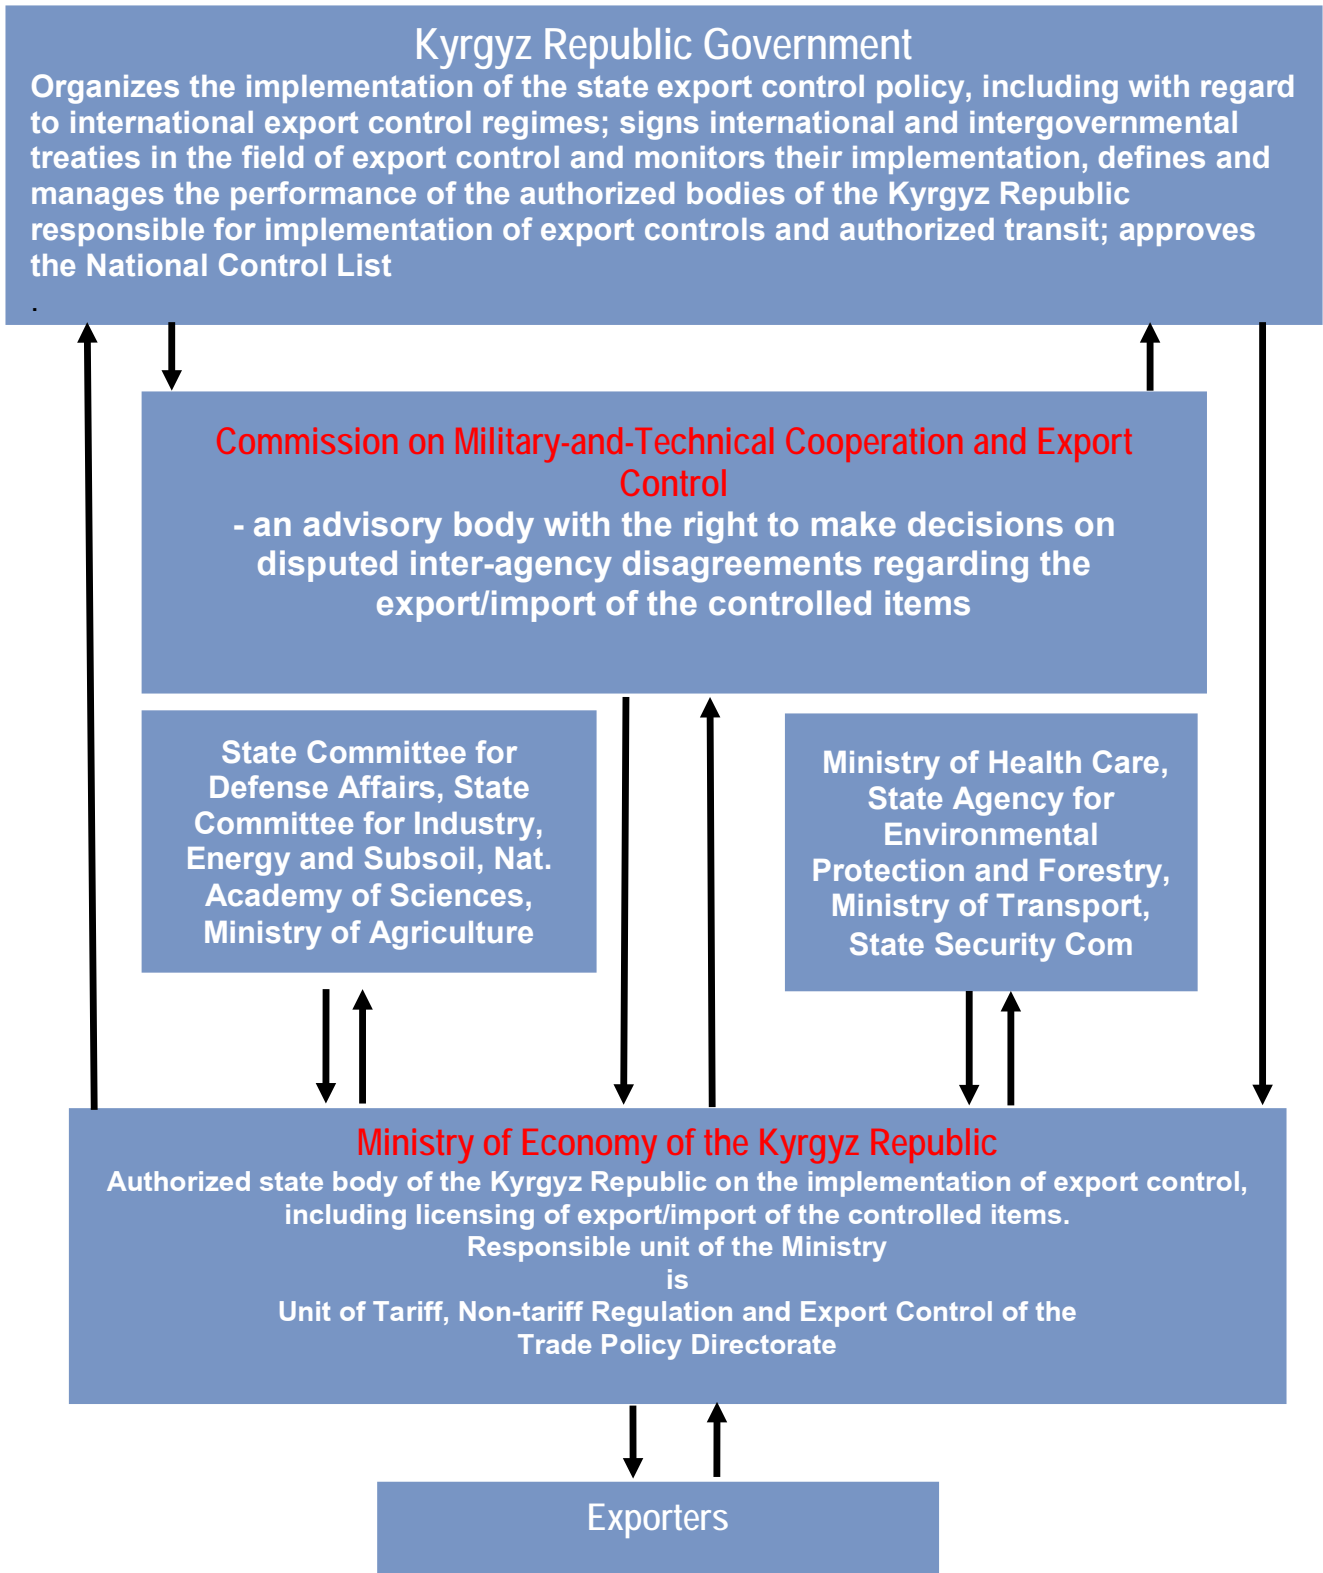 Kyrgyz Republic Government
Organizes the implementation of the state export control policy, including with regard
to international export control regimes; signs international and intergovernmental
treaties in the field of export control and monitors their implementation, defines and
manages the performance of the authorized bodies of the Kyrgyz Republic
responsible for implementation of export controls and authorized transit; approves
the National Control List
.
Commission on Military-and-Technical Cooperation and Export
Control
- an advisory body with the right to make decisions on
disputed inter-agency disagreements regarding the
export/import of the controlled items
State Committee for
Defense Affairs, State
Committee for Industry,
Energy and Subsoil, Nat.
Academy of Sciences,
Ministry of Agriculture
Ministry of Health Care,
State Agency for
Environmental
Protection and Forestry,
Ministry of Transport,
State Security Com
Ministry of Economy of the Kyrgyz Republic
Authorized state body of the Kyrgyz Republic on the implementation of export control,
including licensing of export/import of the controlled items.
Responsible unit of the Ministry
is
Unit of Tariff, Non-tariff Regulation and Export Control of the
Trade Policy Directorate
Exporters